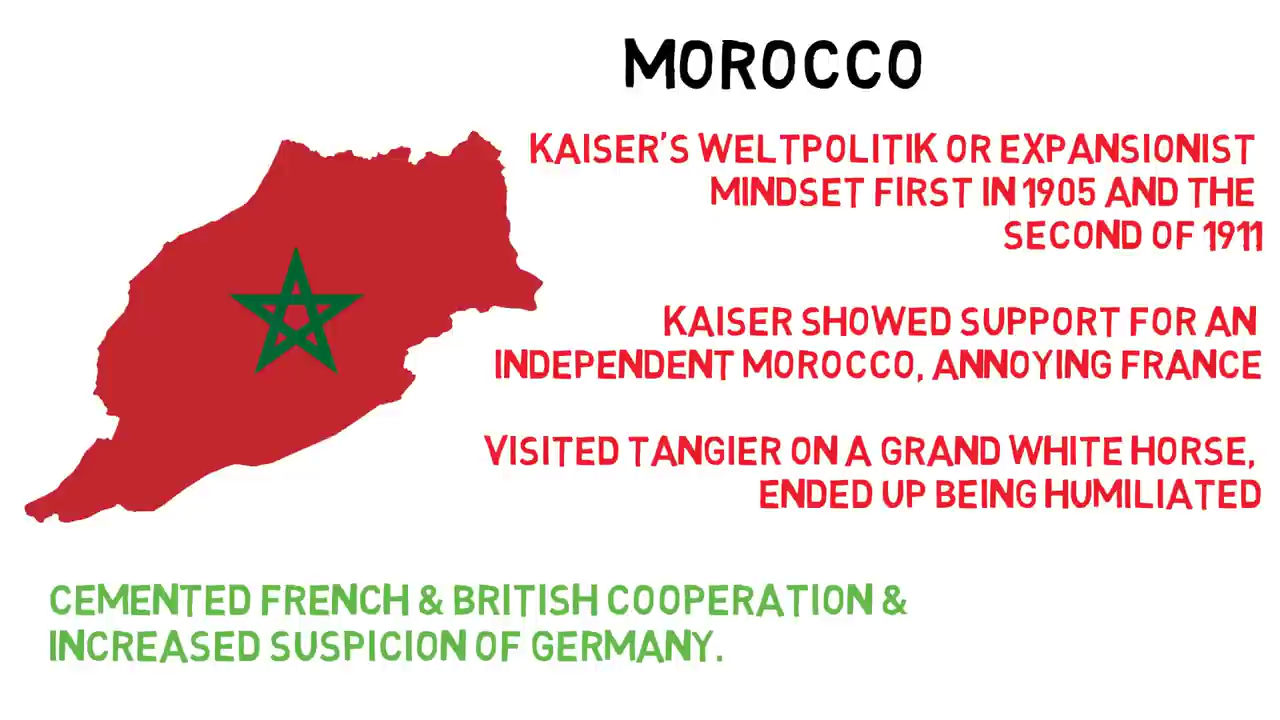 MOROCCO
KAISER'S WELTPOLITIK OR EXPANSIONIST
MINDSET FIRST IN 1905 AND THE
SECOND OF 1911
KAISER SHOWED SUPPORT FOR AN
INDEPENDENT MOROCCO, ANNOYING FRANCE
VISITED TANGIER ON A GRAND WHITE HORSE,
ENDED UP BEING HUMILIATED
CEMENTED FRENCH & BRITISH COOPERATION &
INCREASED SUSPICION OF GERMANY.